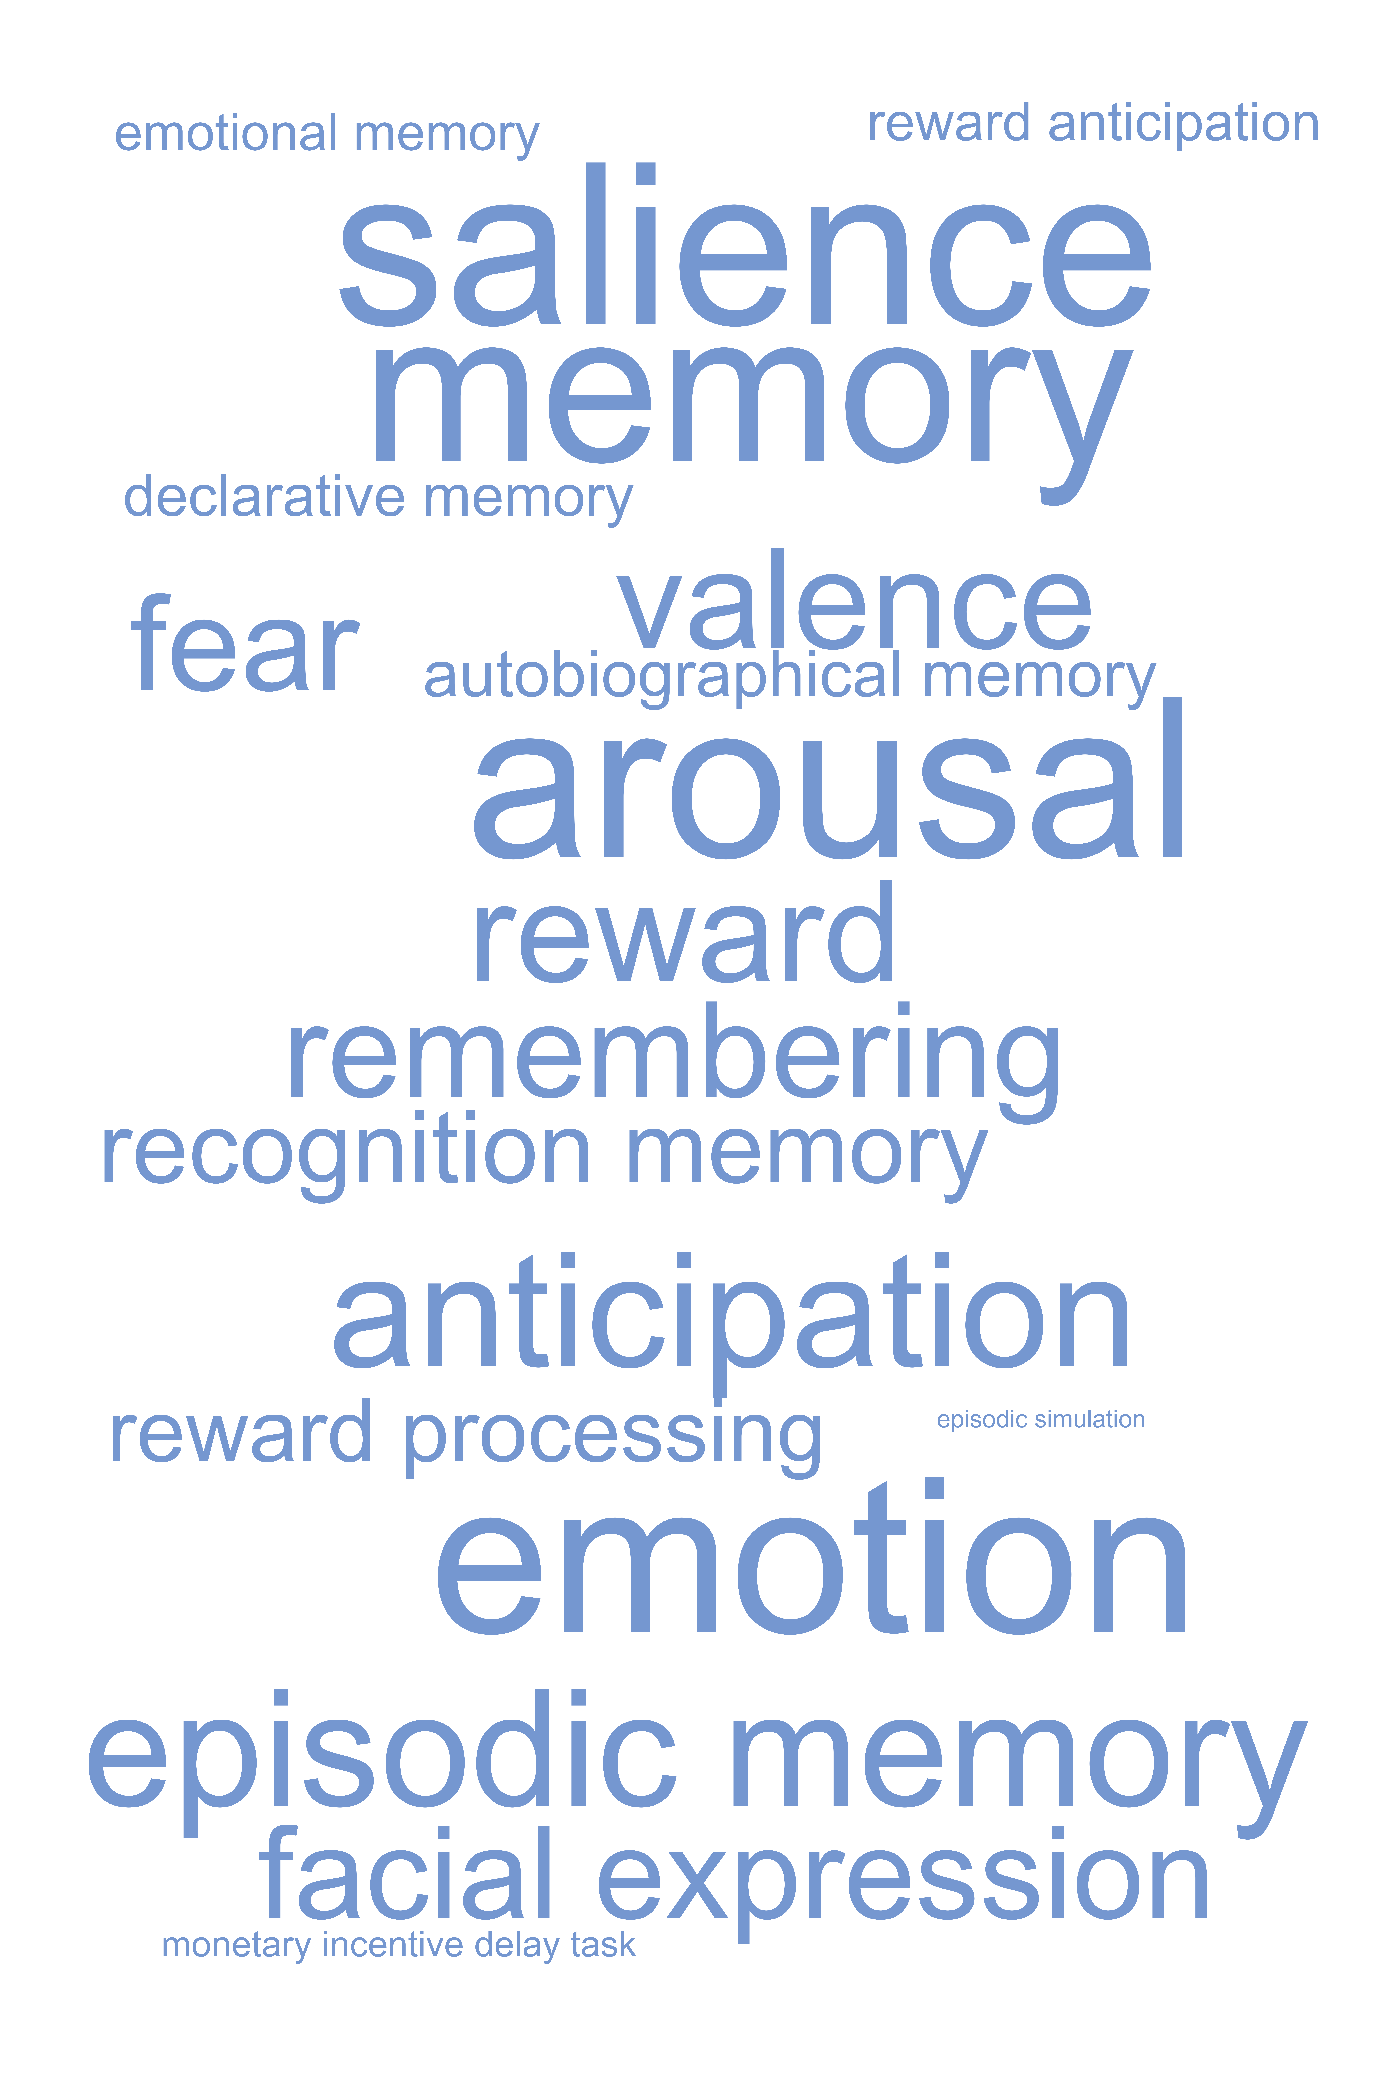 emotional memory
reward anticipation
salience
memory
declarative memory
valence
fear
autobiographical memory
arousal
reward
remembering
recognition memory
anticipation
reward processing
episodic simulation
emotion
episodic memory
facial expression
monetary incentive delay task